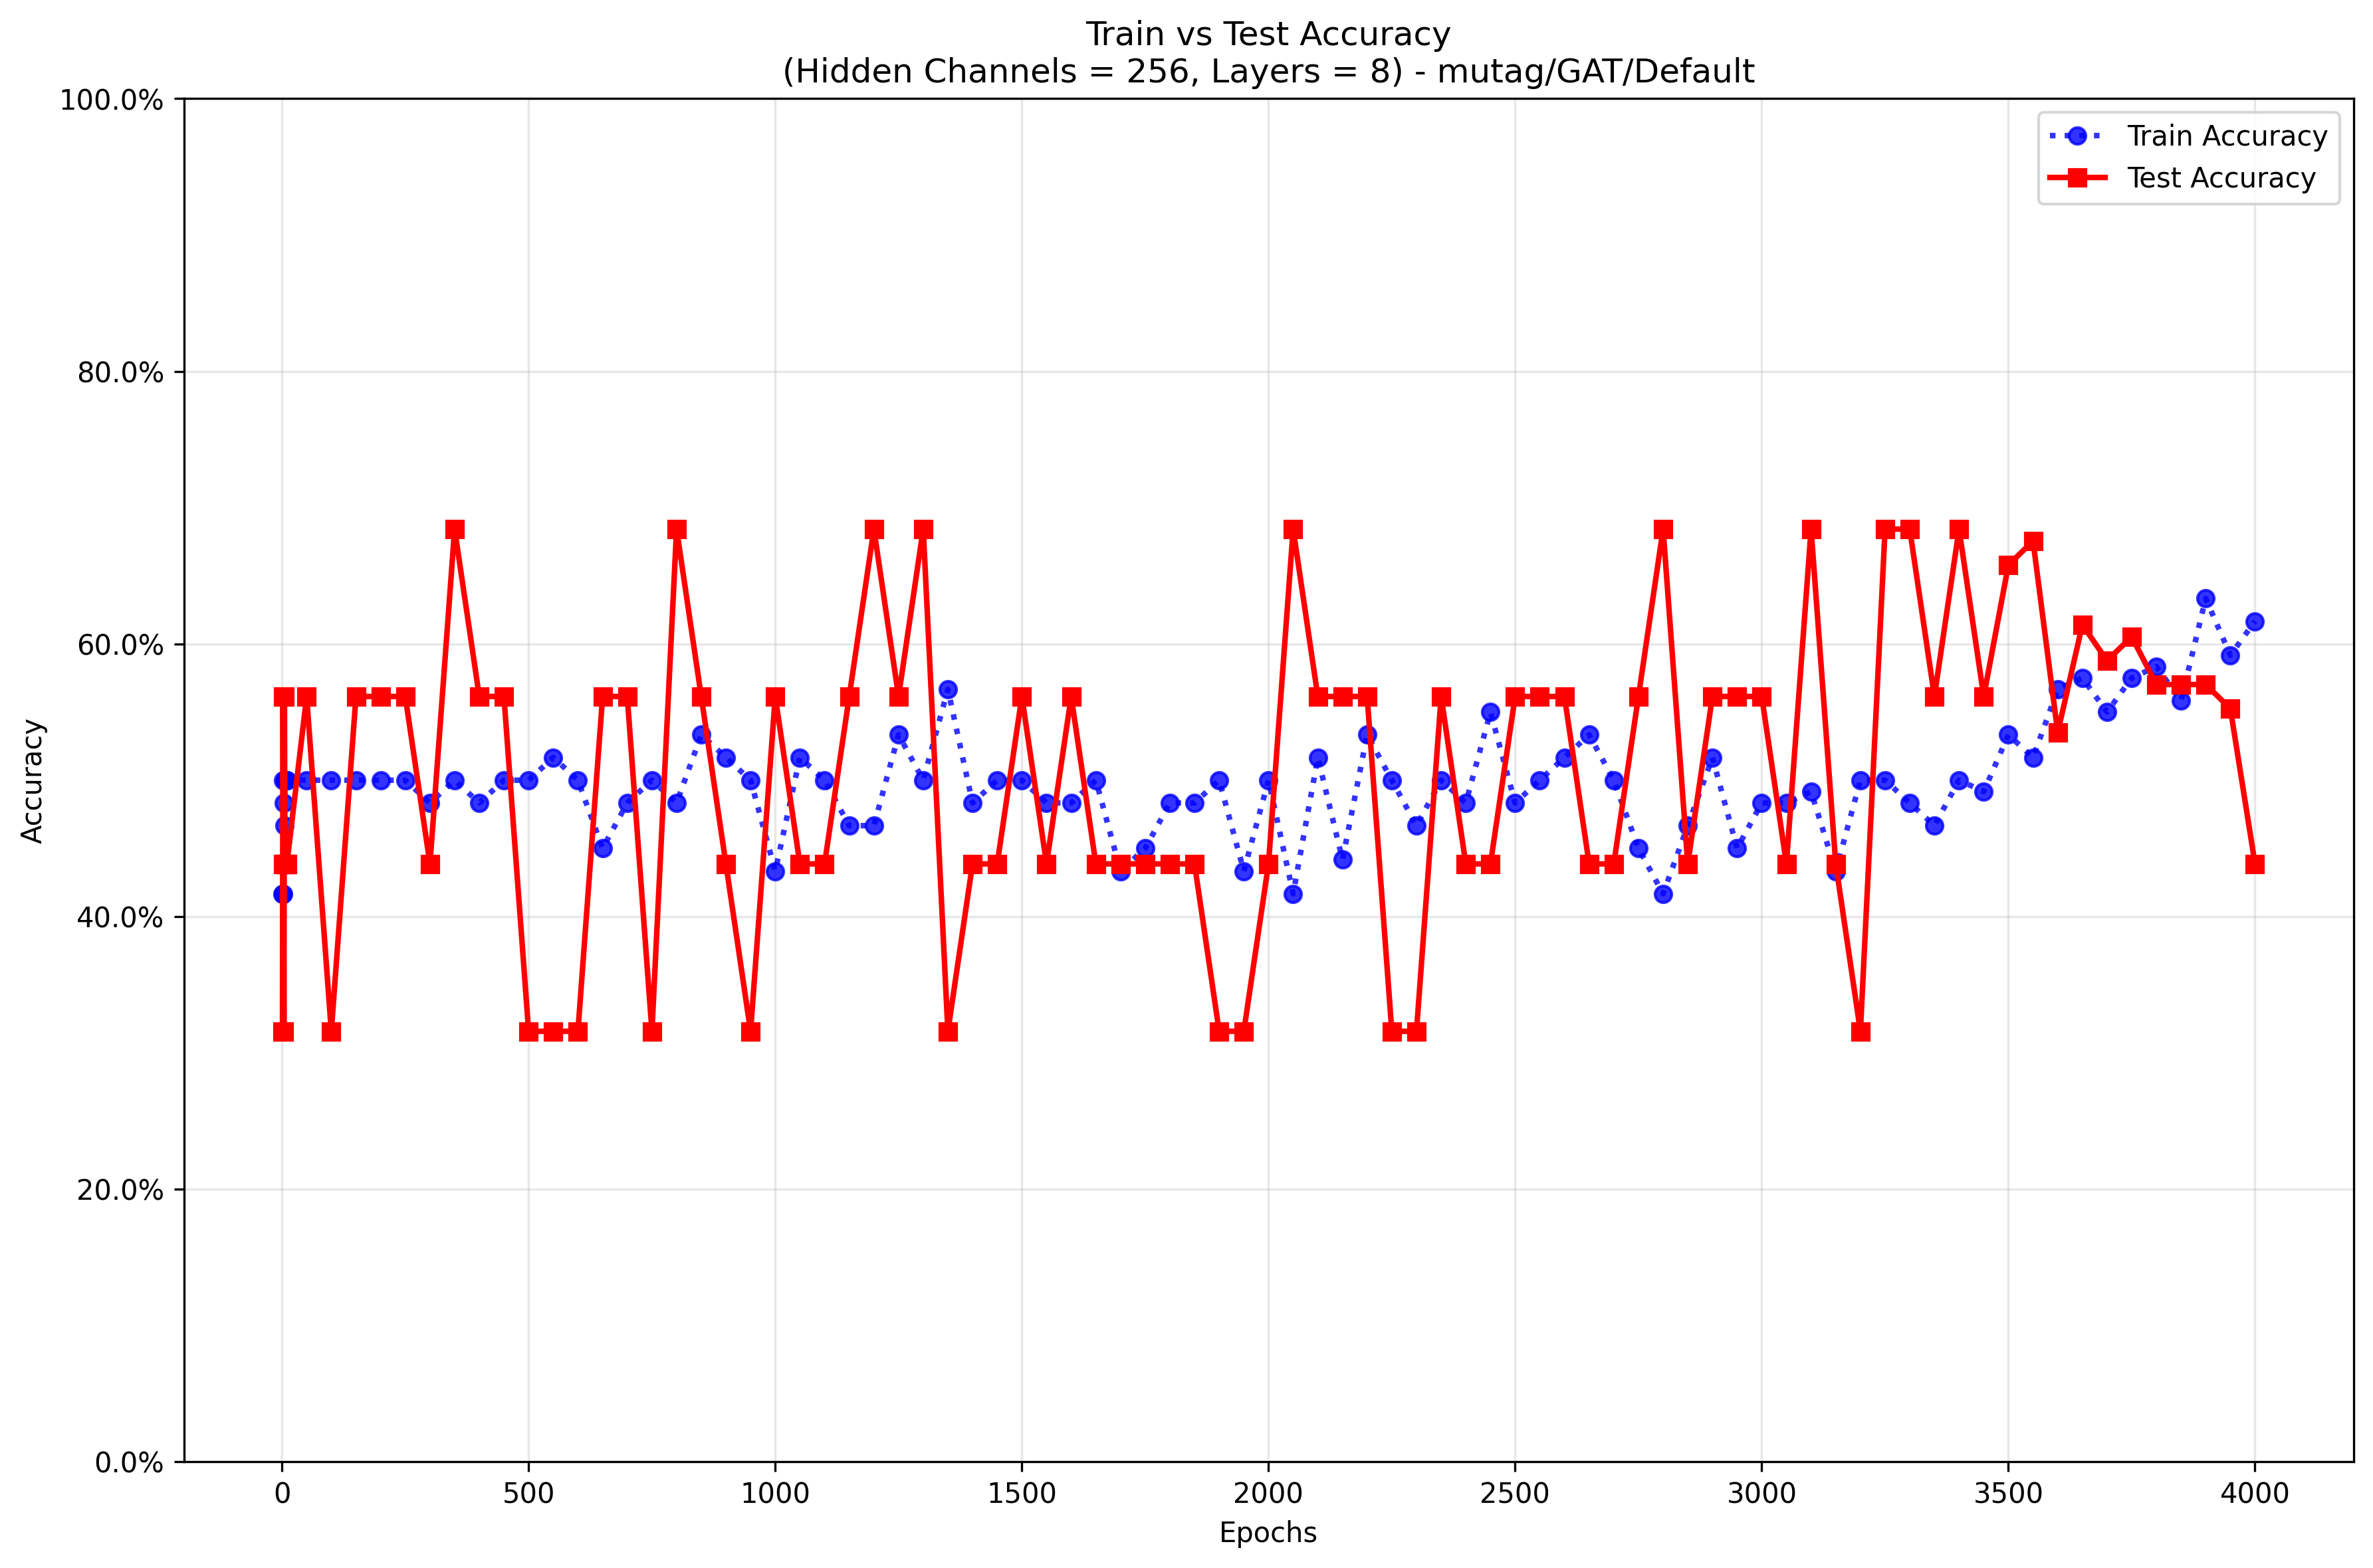 Train vs Test Accuracy
(Hidden Channels = 256, Layers = 8) - mutag/GAT/Default
100.0%
80.0%
60.0%
40.0%
20.0%
0.0%
Accuracy
Train Accuracy
Test Accuracy
0
500
1000
1500
2000
2500
3000
3500
4000
Epochs